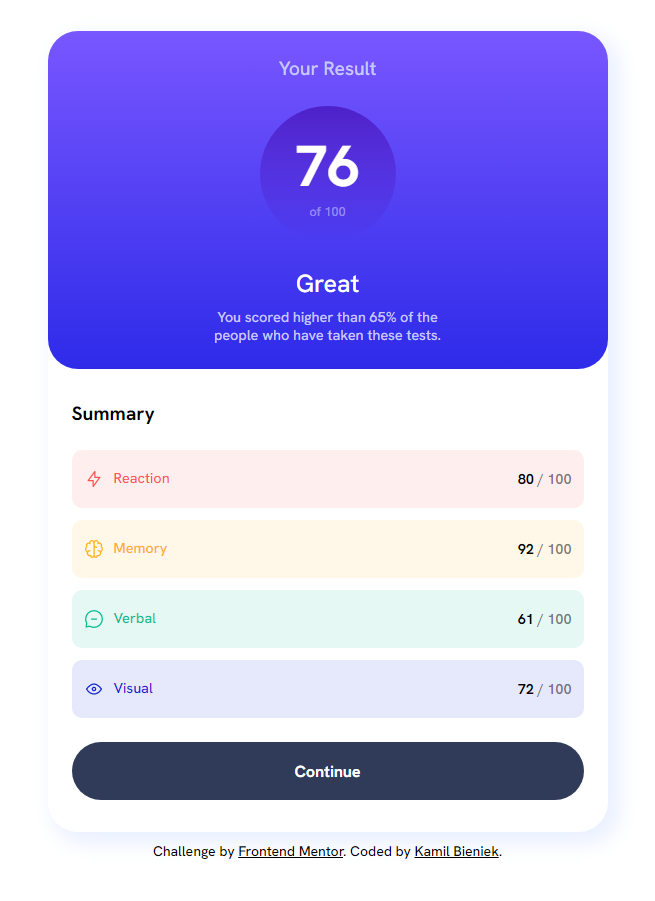 Your Result
76
of 100
Great
You scored higher than 65% of the
people who have taken these tests.
Summary
Reaction 80 / 100
Memory 92 / 100
Verbal 61 / 100
Visual 72 / 100
Continue
Challenge by Frontend Mentor. Coded by Kamil Bieniek.